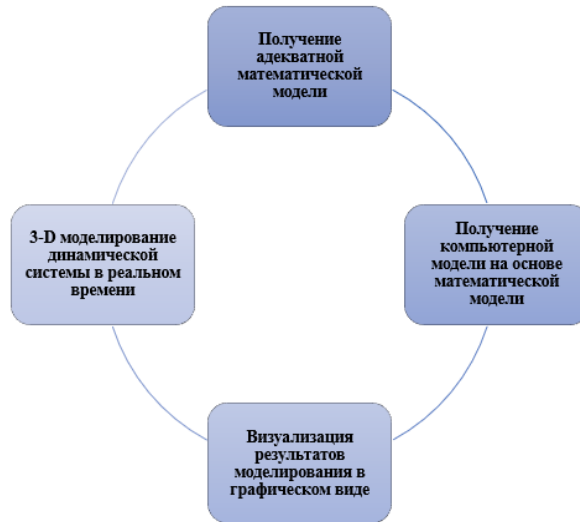 Получение
адекватной
математической
модели
Получение
компьютерной
модели на основе
математической
модели
Визуализация
результатов
моделирования в
графическом виде
3-D моделирование
динамической
системы в реальном
времени